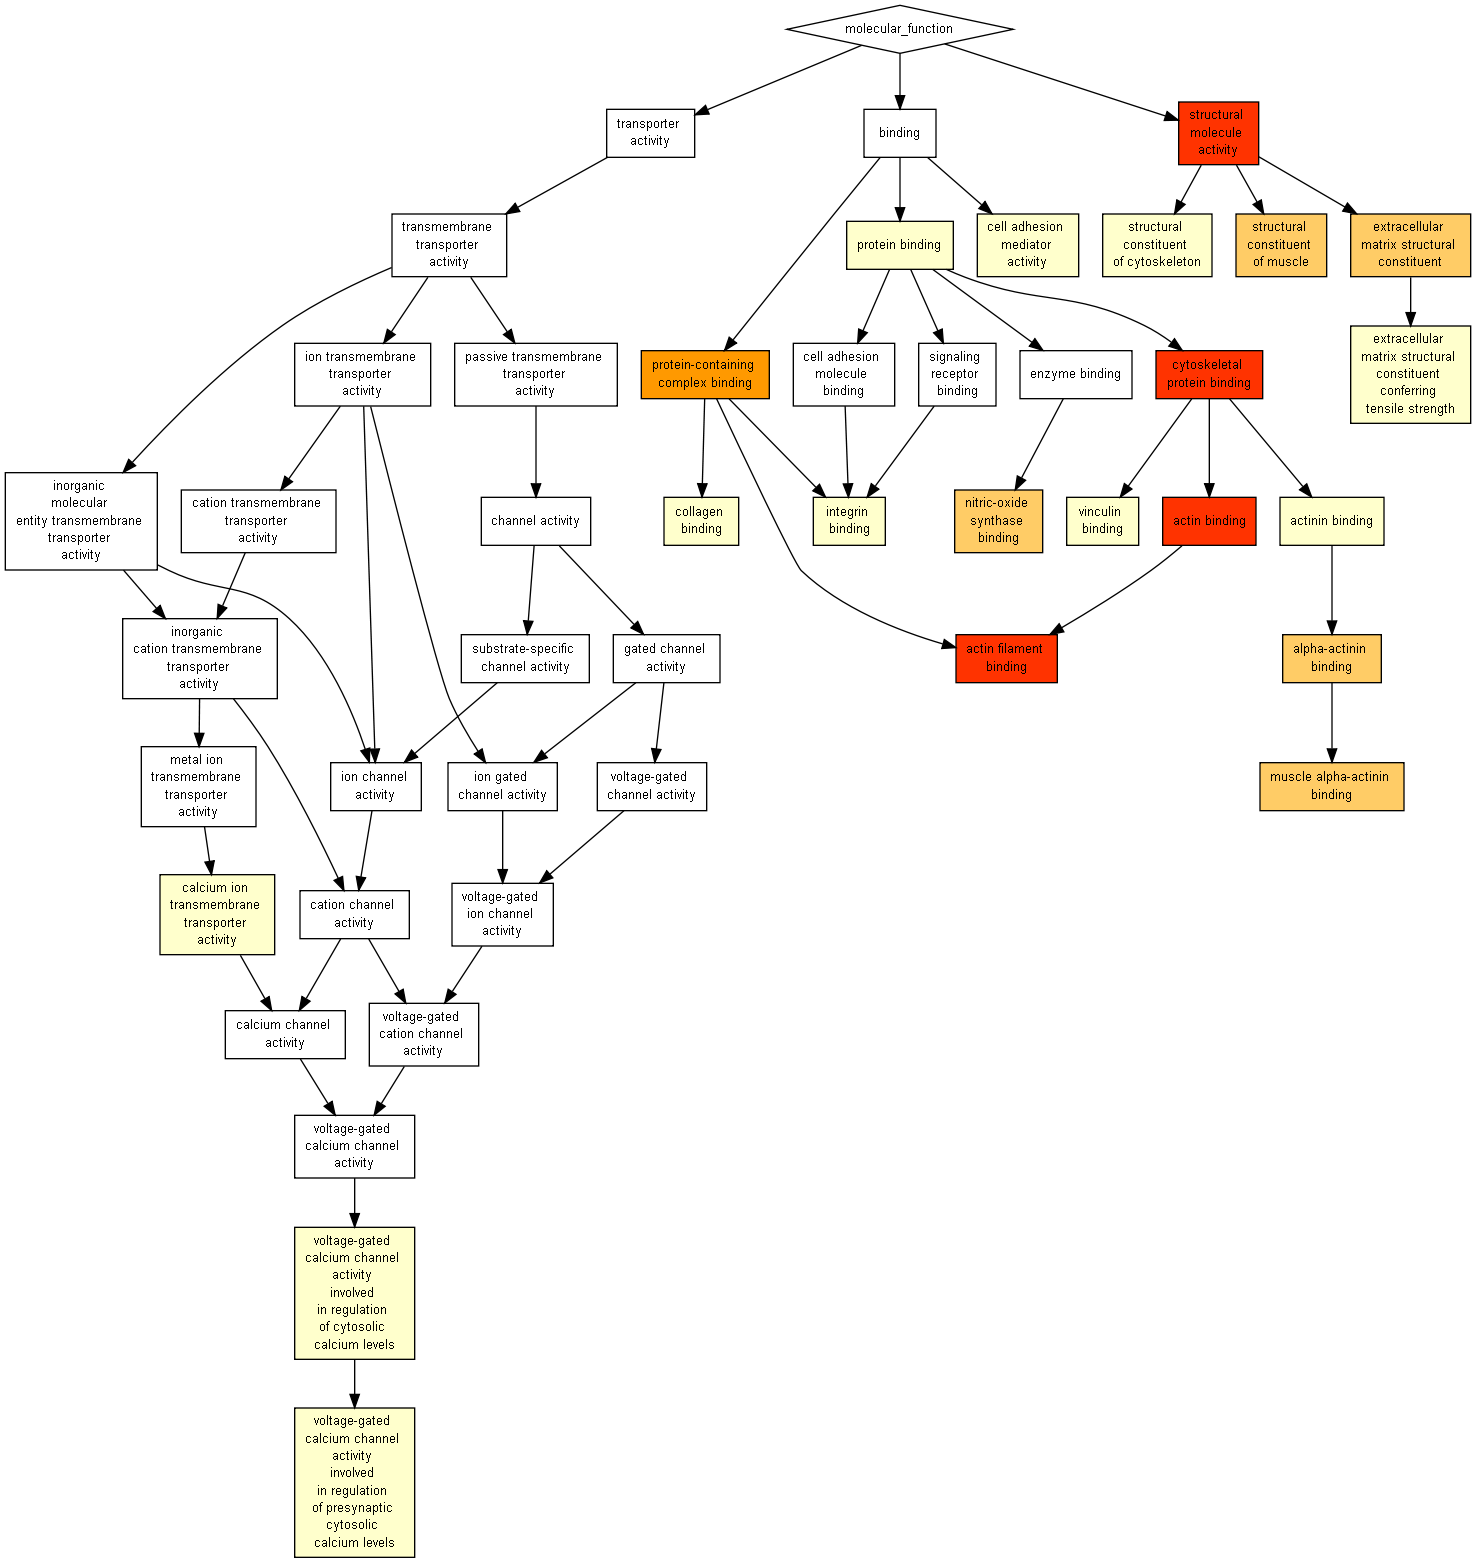 molecular_function
transporter
activity
binding
structural
molecule
activity
transmembrane
transporter
activity
protein binding
cell adhesion
mediator
activity
structural
constituent
of cytoskeleton
structural
constituent
of muscle
extracellular
matrix structural
constituent
ion transmembrane
transporter
activity
passive transmembrane
transporter
activity
protein-containing
complex binding
cell adhesion
molecule
binding
signaling
receptor
binding
enzyme binding
cytoskeletal
protein binding
extracellular
matrix structural
constituent
conferring
tensile strength
inorganic
molecular
entity transmembrane
transporter
activity
cation transmembrane
transporter
activity
channel activity
collagen
binding
integrin
binding
nitric-oxide
synthase
binding
vinculin
binding
actin binding
actinin binding
inorganic
cation transmembrane
transporter
activity
substrate-specific
channel activity
gated channel
activity
actin filament
binding
alpha-actinin
binding
metal ion
transmembrane
transporter
activity
ion channel
activity
ion gated
channel activity
voltage-gated
channel activity
muscle alpha-actinin
binding
calcium ion
transmembrane
transporter
activity
cation channel
activity
voltage-gated
ion channel
activity
calcium channel
activity
voltage-gated
cation channel
activity
voltage-gated
calcium channel
activity
voltage-gated
calcium channel
activity
involved
in regulation
of cytosolic
calcium levels
voltage-gated
calcium channel
activity
involved
in regulation
of presynaptic
cytosolic
calcium levels